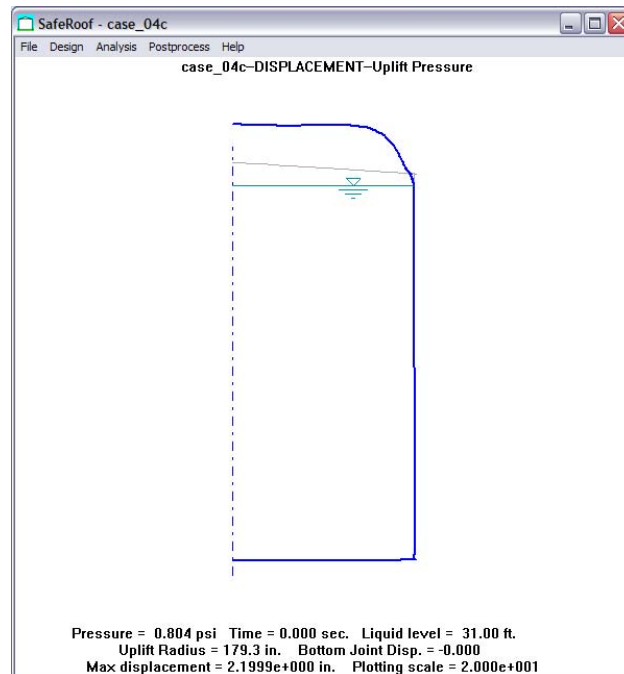 SafeRoof - case_04c
File Design Analysis Postprocess Help
case_04c-DISPLACEMENT-Uplift Pressure
Pressure = 0.804 psi Time = 0.000 sec. Liquid level = 31.00 ft.
Uplift Radius = 179.3 in. Bottom Joint Disp. = -0.000
Max displacement = 2.1999e+000 in. Plotting scale = 2.000e+001